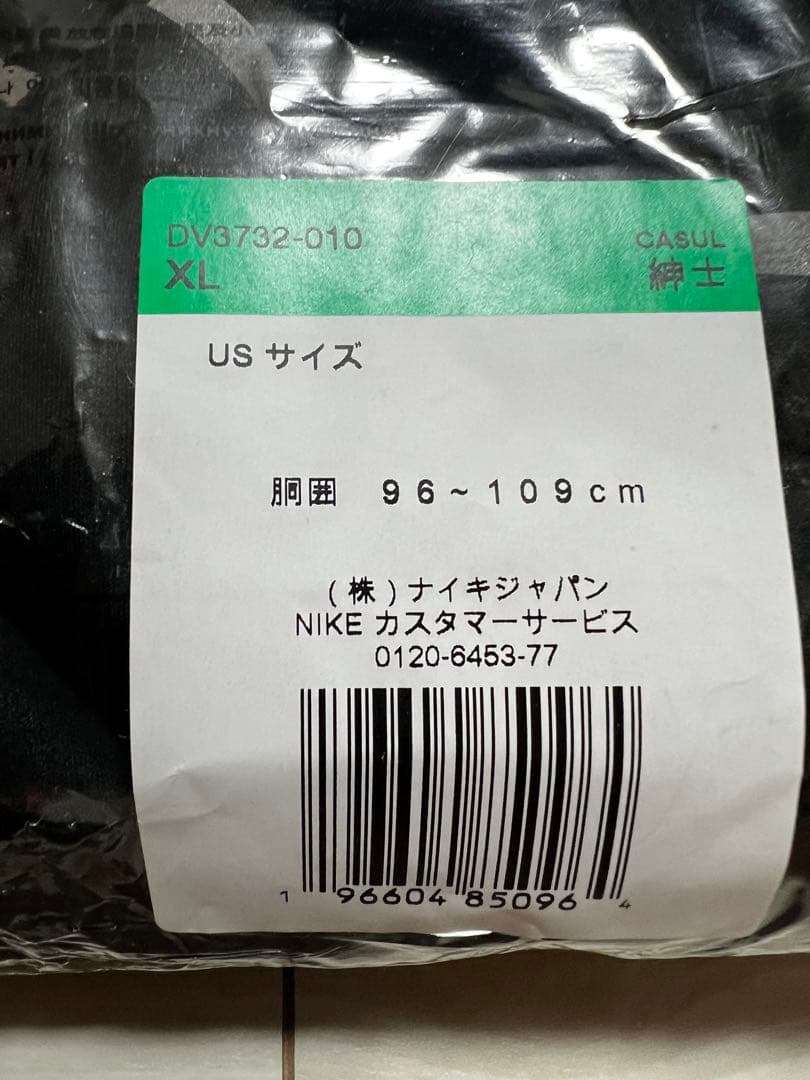 DV3732-010
CASUL
XL
紳士
US サイズ
胴囲 96~109cm
(株)ナイキジャパン
NIKE カスタマーサービス
0120-6453-77
1 96604 85096 4